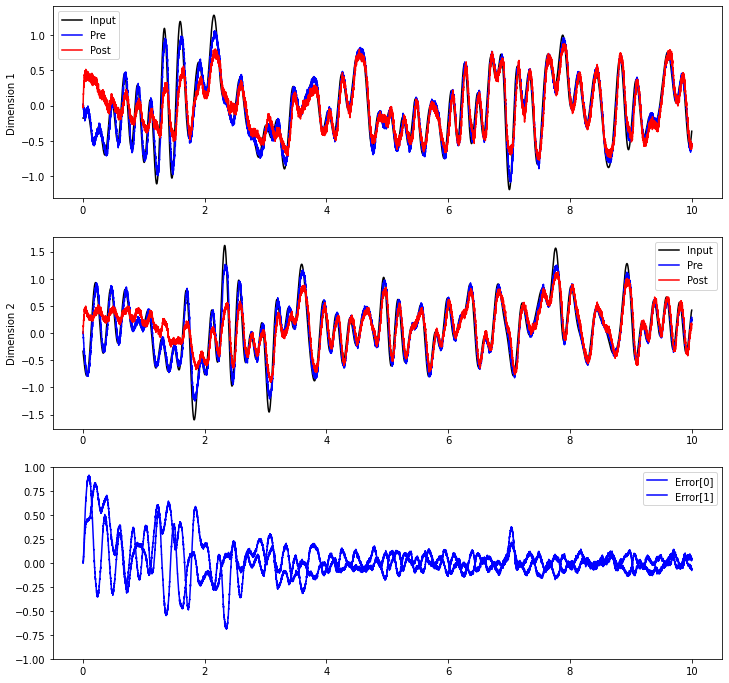 Input
Pre
Post
Dimension 1
1.0
0.5
0.0
−0.5
−1.0
0 2 4 6 8 10
Input
Pre
Post
Dimension 2
1.5
1.0
0.5
0.0
−0.5
−1.0
−1.5
0 2 4 6 8 10
Error[0]
Error[1]
1.00
0.75
0.50
0.25
0.00
−0.25
−0.50
−0.75
−1.00
0 2 4 6 8 10